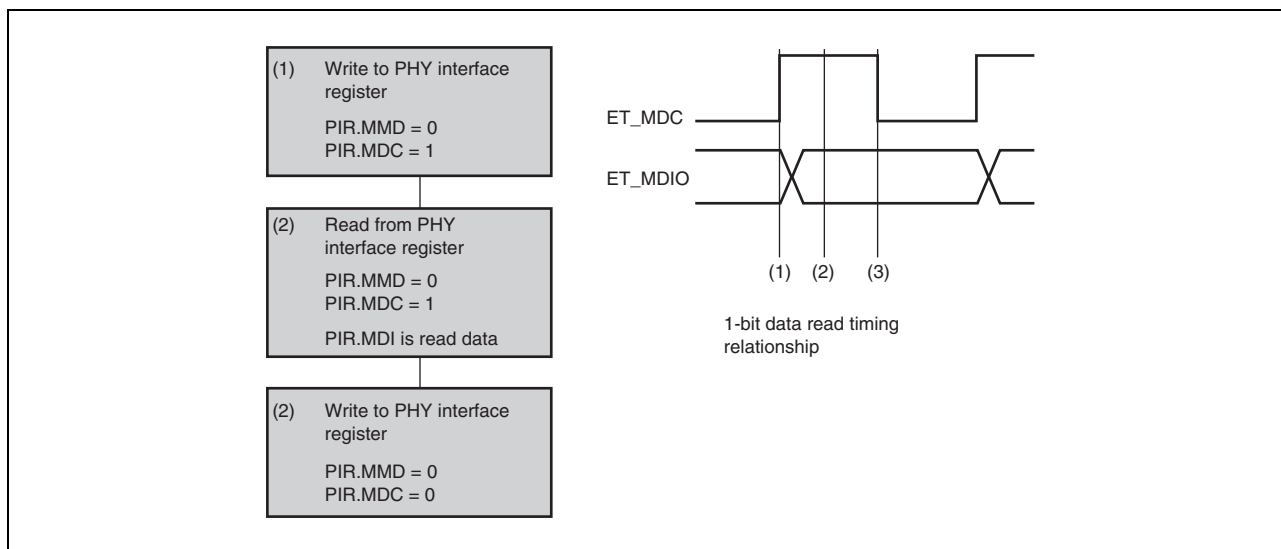 (1) Write to PHY interface
register
PIR.MMD = 0
PIR.MDC = 1
(2) Read from PHY
interface register
PIR.MMD = 0
PIR.MDC = 1
PIR.MDI is read data
(2) Write to PHY interface
register
PIR.MMD = 0
PIR.MDC = 0
ET_MDC
ET_MDIO
(1) (2) (3)
1-bit data read timing
relationship